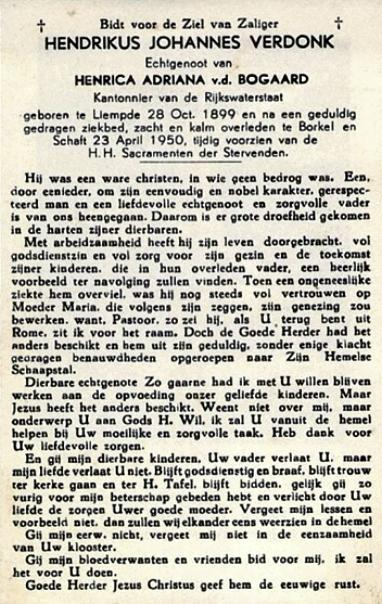 † Bidt voor de Ziel van Zaliger †
HENDRIKUS JOHANNES VERDONK
Echtgenoot van
HENRICA ADRIANA v.d. BOGAARD
Kantonnier van de Rijkswaterstaat
geboren te Liempde 28 Oct. 1899 en na een geduldig
gedragen ziekbed, zacht en kalm overleden te Borkel en
Schaft 23 April 1950, tijdig voorzien van de
H.H. Sacramenten der Stervenden.
Hij was een ware christen, in wie geen bedrog was. Een,
door eenieder, om zijn eenvoudig en nobel karakter, gerespec-
teerd man en een liefdevolle echtgenoot en zorgvolle vader
is van ons heengegaan. Daarom is er grote droefheid gekomen
in de harten zijner dierbaren.
Met arbeidzaamheid heeft hij zijn leven doorgebracht, vol
godsdienstzin en vol zorg voor zijn gezin en de toekomst
zijner kinderen, die in hun overleden vader, een heerlijk
voorbeeld ter navolging zullen vinden. Toen een ongeneeslijke
ziekte hem overviel, was hij nog steeds vol vertrouwen op
Moeder Maria, die volgens zijn zeggen, zijn genezing zou
bewerken, want, Pastoor, zo zei hij, als U terug bent uit
Rome, zit ik voor het raam. Doch de Goede Herder had het
anders beschikt en hem uit zijn geduldig, zonder enige klacht
gedragen benauwdheden opgeroepen naar Zijn Hemelse
Schaapstal.
Dierbare echtgenote Zo gaarne had ik met U willen blijven
werken aan de opvoeding onzer geliefde kinderen. Maar
Jezus heeft het anders beschikt. Weent niet over mij, maar
onderwerp U aan Gods H. Wil, ik zal U vanuit de hemel
helpen bij Uw moeilijke en zorgvolle taak. Heb dank voor
Uw liefdevolle zorgen.
En gij mijn dierbare kinderen, Uw vader verlaat U, maar
mijn liefde verlaat U niet. Blijft godsdienstig en braaf, blijft trouw
ter kerke gaan en ter H. Tafel, blijft bidden, gelijk gij zo
vurig voor mijn beterschap gebeden hebt en verlicht door Uw
liefde de zorgen Uwer goede moeder. Vergeet mijn lessen en
voorbeeld niet, dan zullen wij elkander eens weerzien in de hemel
Gij mijn eerw. nicht, vergeet mij niet in de eenzaamheid
van Uw klooster.
Gij mijn bloedverwanten en vrienden bid voor mij, ik zal
het voor U doen.
Goede Herder Jezus Christus geef hem de eeuwige rust.